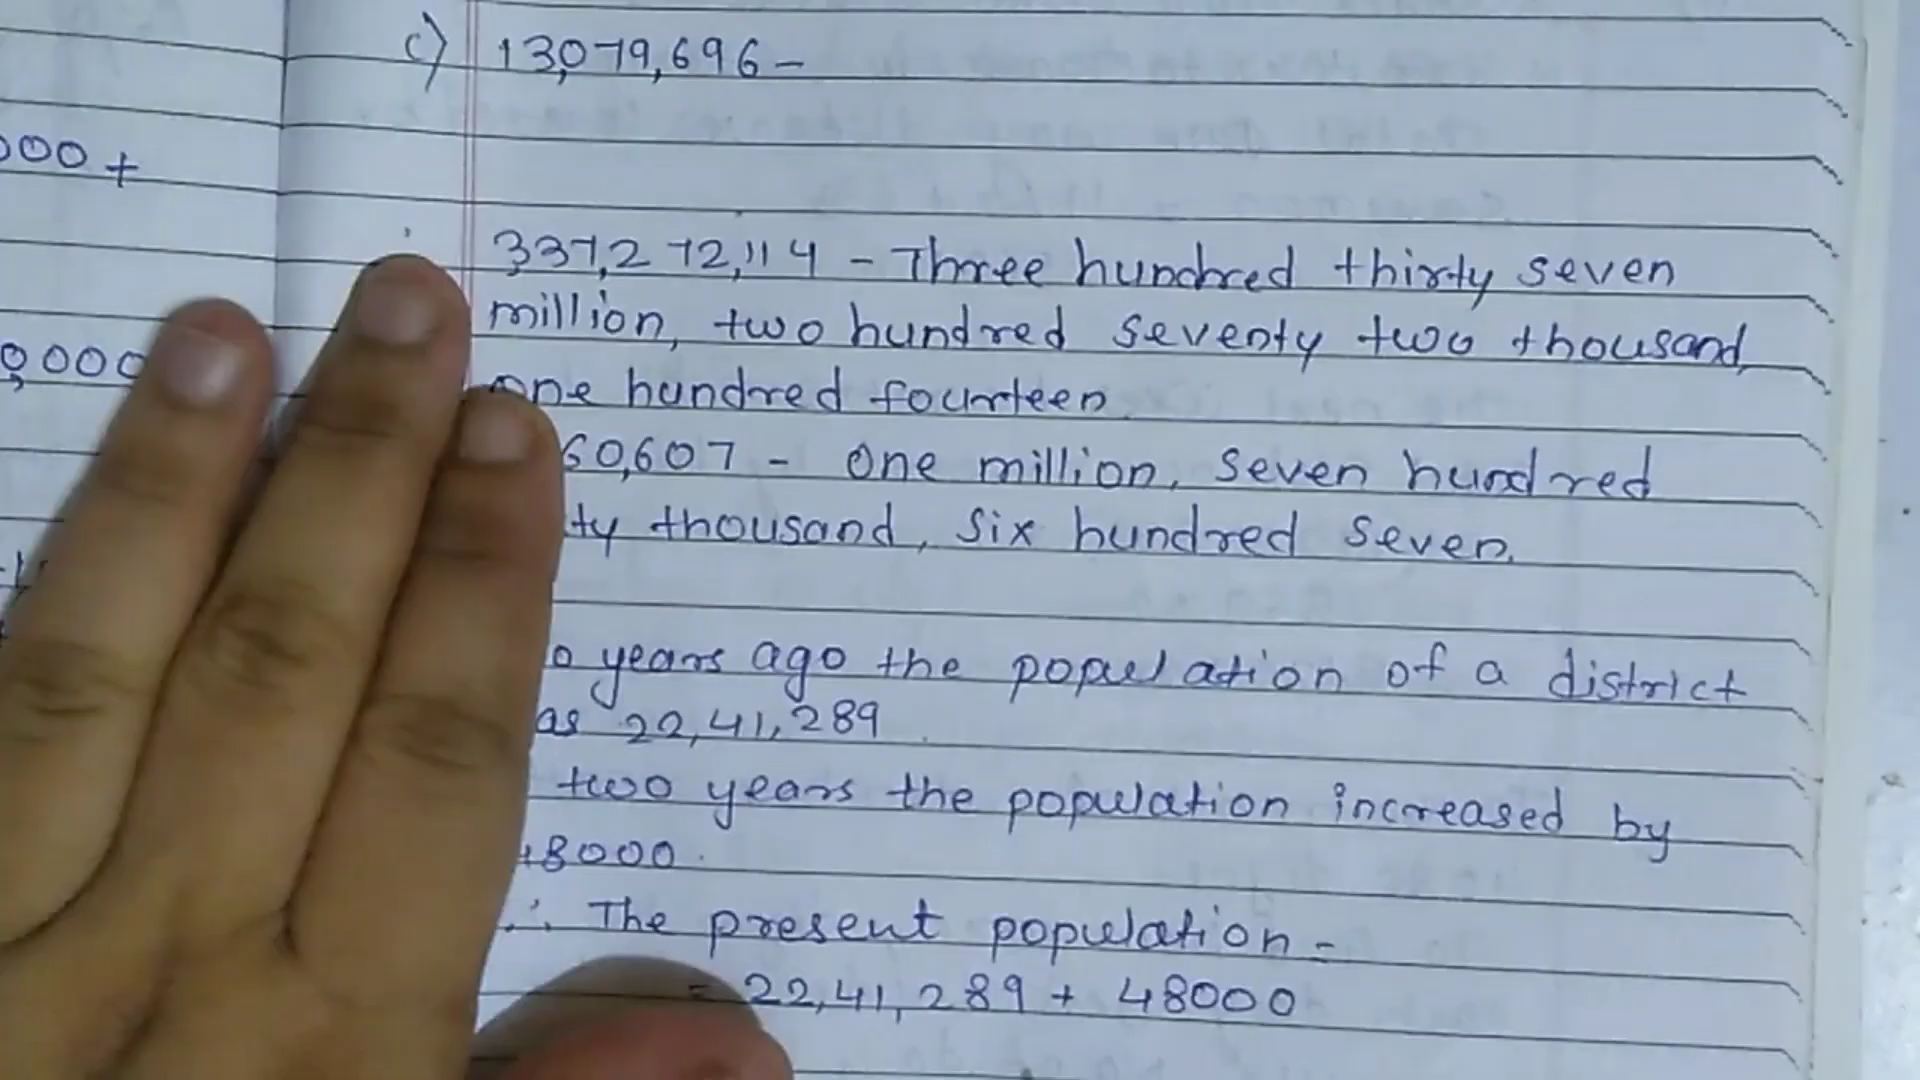 000 +
0,000
c) 13,079,696 -
337,272,114 - Three hundred thirty seven
million, two hundred seventy two thousand,
one hundred fourteen.
60,607 - One million, seven hundred
ty thousand, six hundred seven.
o years ago the population of a district
as 22,41,289
two years the population increased by
48000.
∴ The present population -
= 22,41,289 + 48000